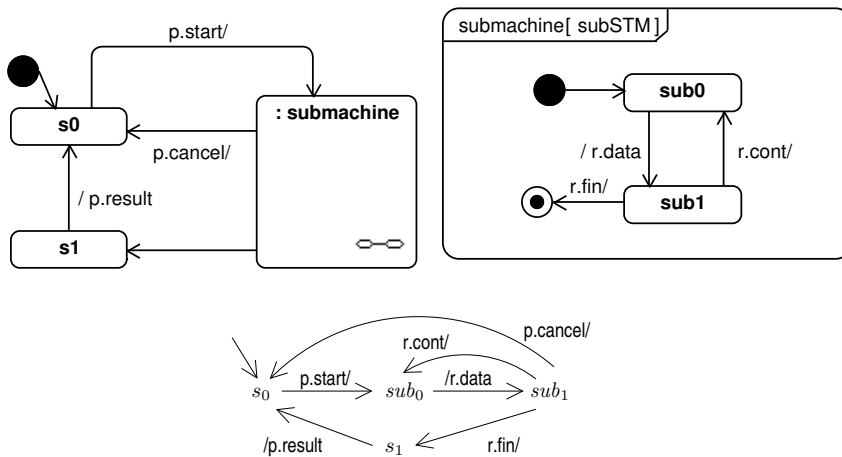 p.start/
s0
: submachine
p.cancel/
/ p.result
s1
submachine[ subSTM ]
sub0
/ r.data
r.cont/
r.fin/
sub1
p.cancel/
r.cont/
s₀ p.start/ sub₀ /r.data sub₁
/p.result s₁ r.fin/